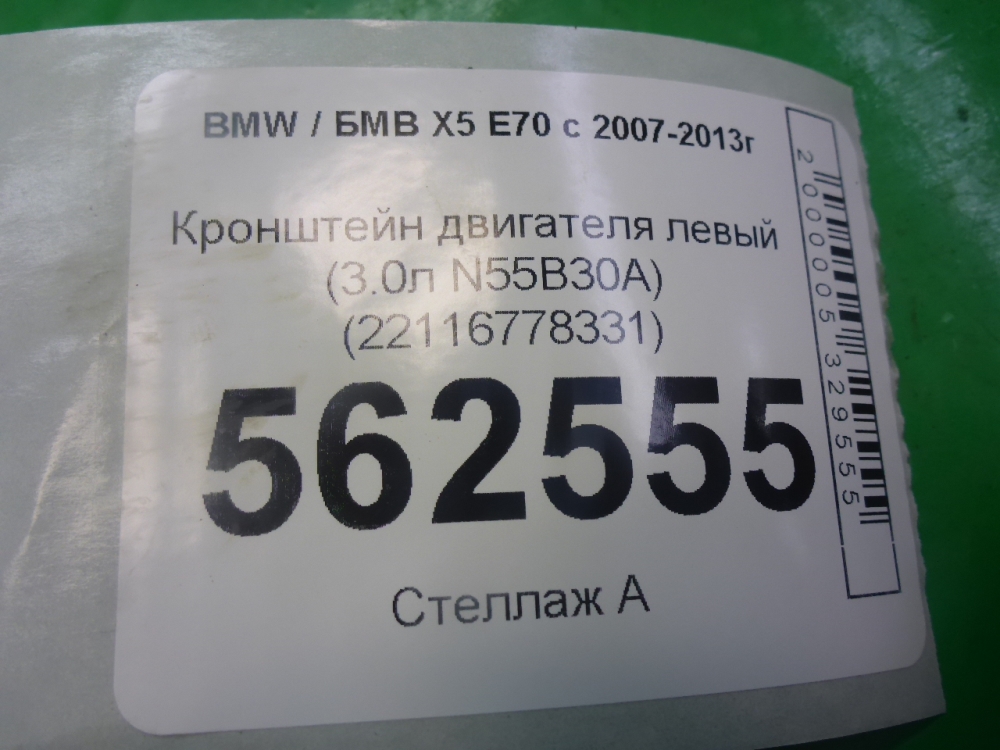 BMW / БМВ X5 E70 с 2007-2013г
Кронштейн двигателя левый
(3.0л N55B30A)
(22116778331)
562555
Стеллаж А
2000005329555